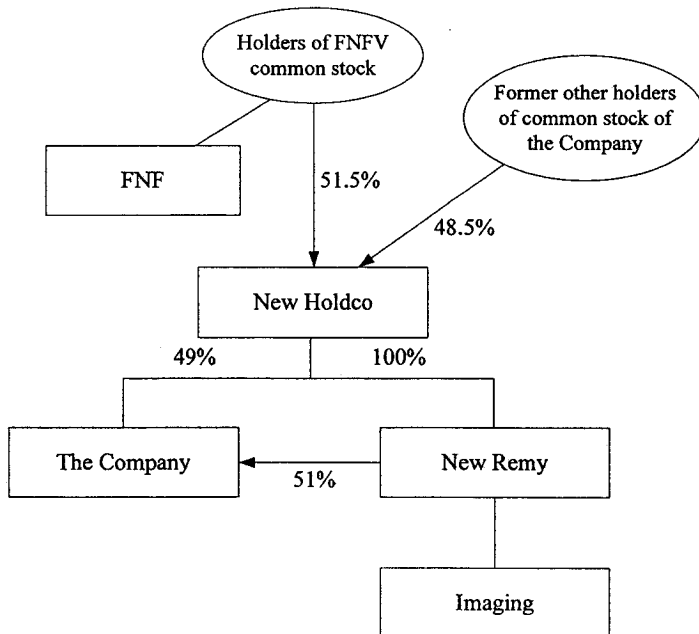 Holders of FNFV
common stock
Former other holders
of common stock of
the Company
FNF
51.5%
48.5%
New Holdco
49%
100%
The Company
New Remy
51%
Imaging